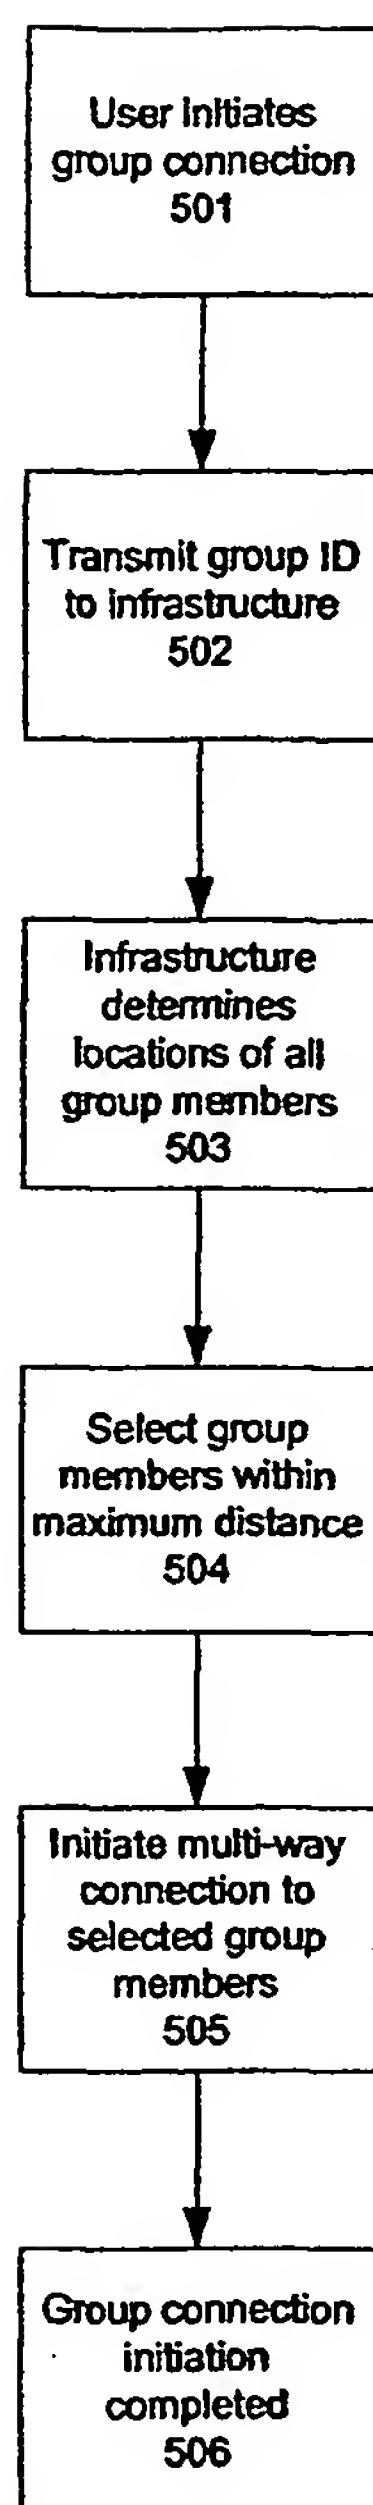 User initiates
group connection
501
Transmit group ID
to infrastructure
502
Infrastructure
determines
locations of all
group members
503
Select group
members within
maximum distance
504
Initiate multi-way
connection to
selected group
members
505
Group connection
initiation
completed
506